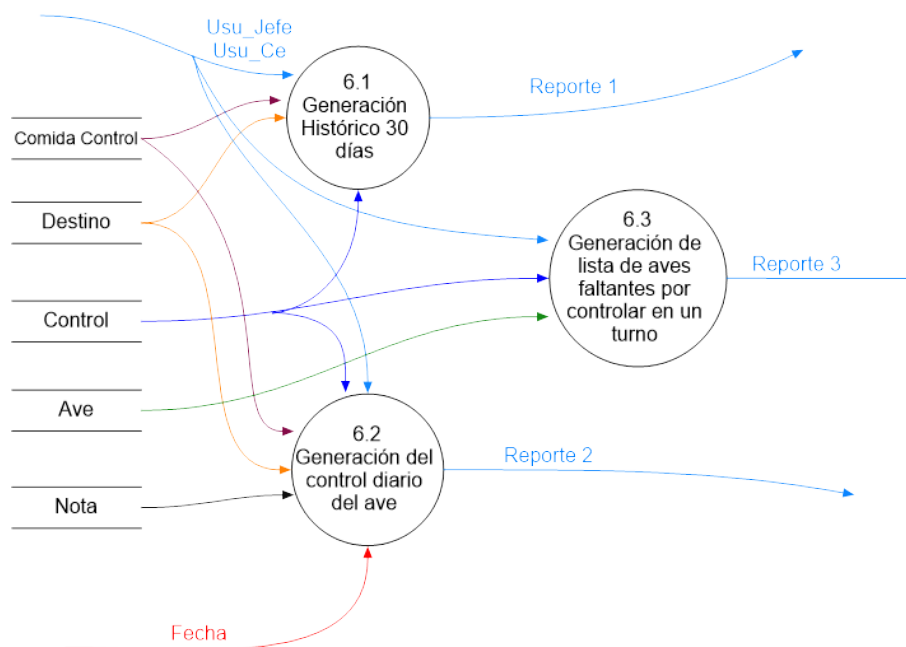 Usu_Jefe
Usu_Ce
6.1
Generación
Histórico 30
días
Reporte 1
Comida Control
Destino
6.3
Generación de
lista de aves
faltantes por
controlar en un
turno
Reporte 3
Control
Ave
6.2
Generación del
control diario
del ave
Reporte 2
Nota
Fecha